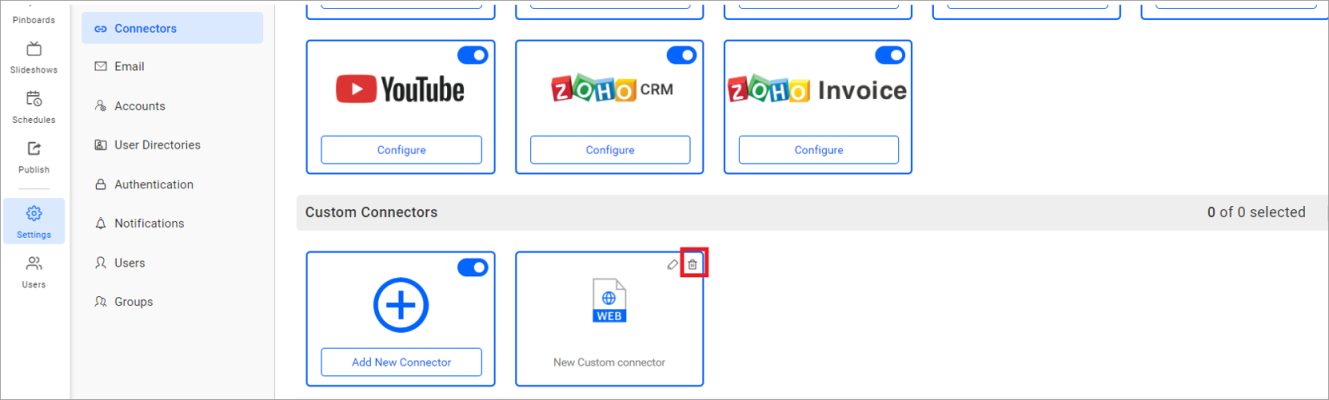 Pinboards
Slideshows
Schedules
Publish
Settings
Users
Connectors
Email
Accounts
User Directories
Authentication
Notifications
Users
Groups
YouTube
ZOHO CRM
ZOHO Invoice
Configure
Configure
Configure
Custom Connectors
0 of 0 selected
WEB
Add New Connector
New Custom connector